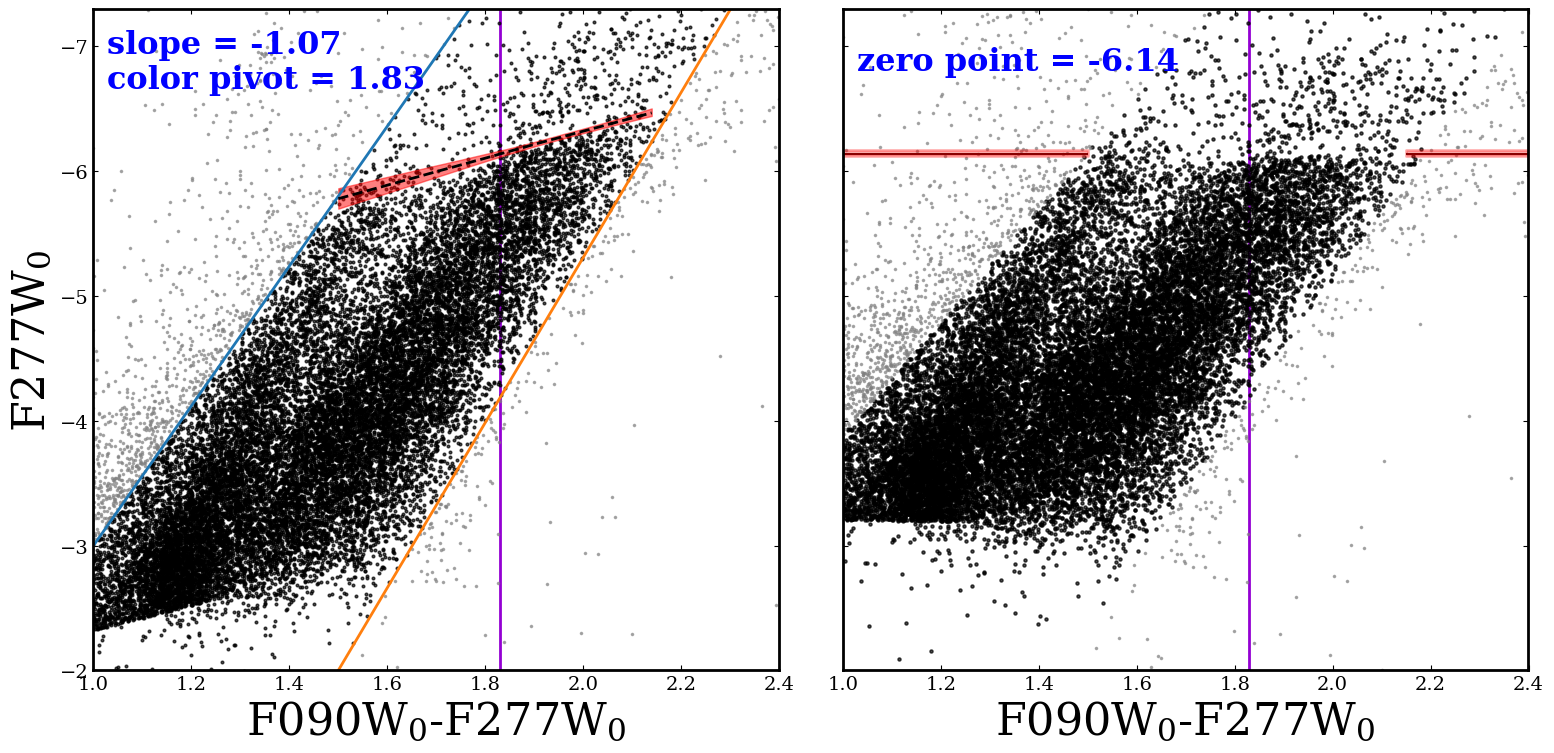 slope = -1.07
color pivot = 1.83
zero point = -6.14
−7
−6
−5
−4
−3
−2
F277W₀
1.0 1.2 1.4 1.6 1.8 2.0 2.2 2.4
1.0 1.2 1.4 1.6 1.8 2.0 2.2 2.4
F090W₀-F277W₀
F090W₀-F277W₀